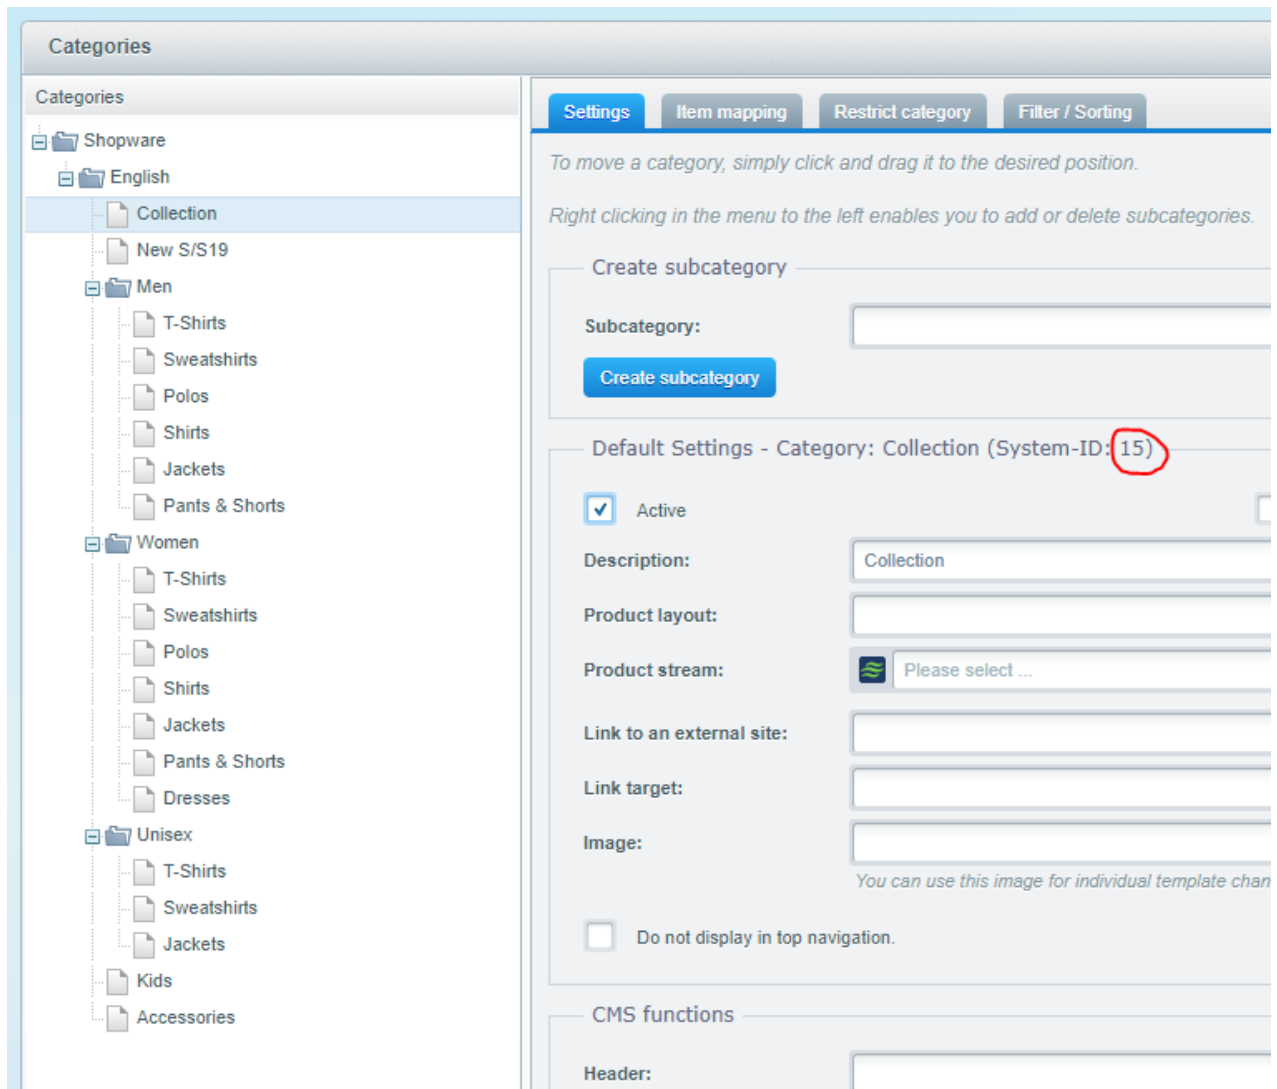 Categories
Categories
Shopware
English
Collection
New S/S19
Men
T-Shirts
Sweatshirts
Polos
Shirts
Jackets
Pants & Shorts
Women
T-Shirts
Sweatshirts
Polos
Shirts
Jackets
Pants & Shorts
Dresses
Unisex
T-Shirts
Sweatshirts
Jackets
Kids
Accessories
Settings Item mapping Restrict category Filter / Sorting
To move a category, simply click and drag it to the desired position.
Right clicking in the menu to the left enables you to add or delete subcategories.
Create subcategory
Subcategory:
Create subcategory
Default Settings - Category: Collection (System-ID: 15)
Active
Description: Collection
Product layout:
Product stream: Please select ...
Link to an external site:
Link target:
Image:
You can use this image for individual template chan
Do not display in top navigation.
CMS functions
Header: